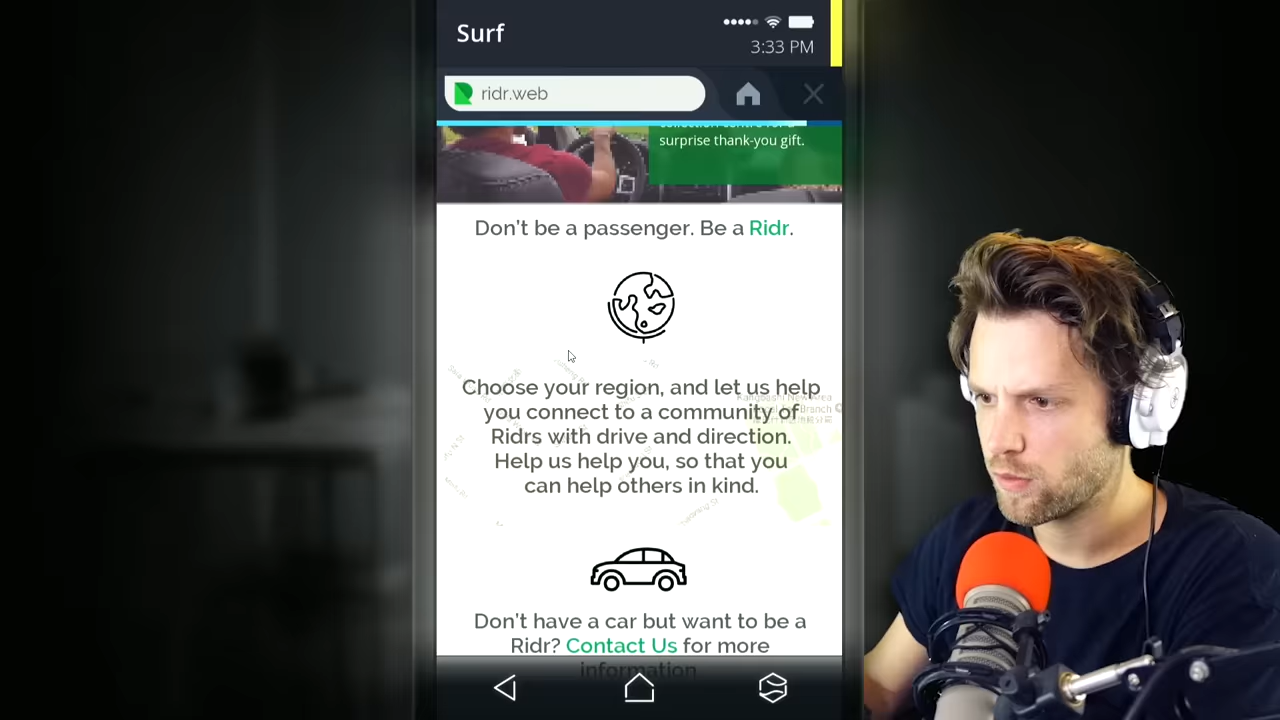 Surf
3:33 PM
ridr.web
surprise thank-you gift.
Don't be a passenger. Be a Ridr.
Choose your region, and let us help
you connect to a community of
Ridrs with drive and direction.
Help us help you, so that you
can help others in kind.
Don't have a car but want to be a
Ridr? Contact Us for more
information